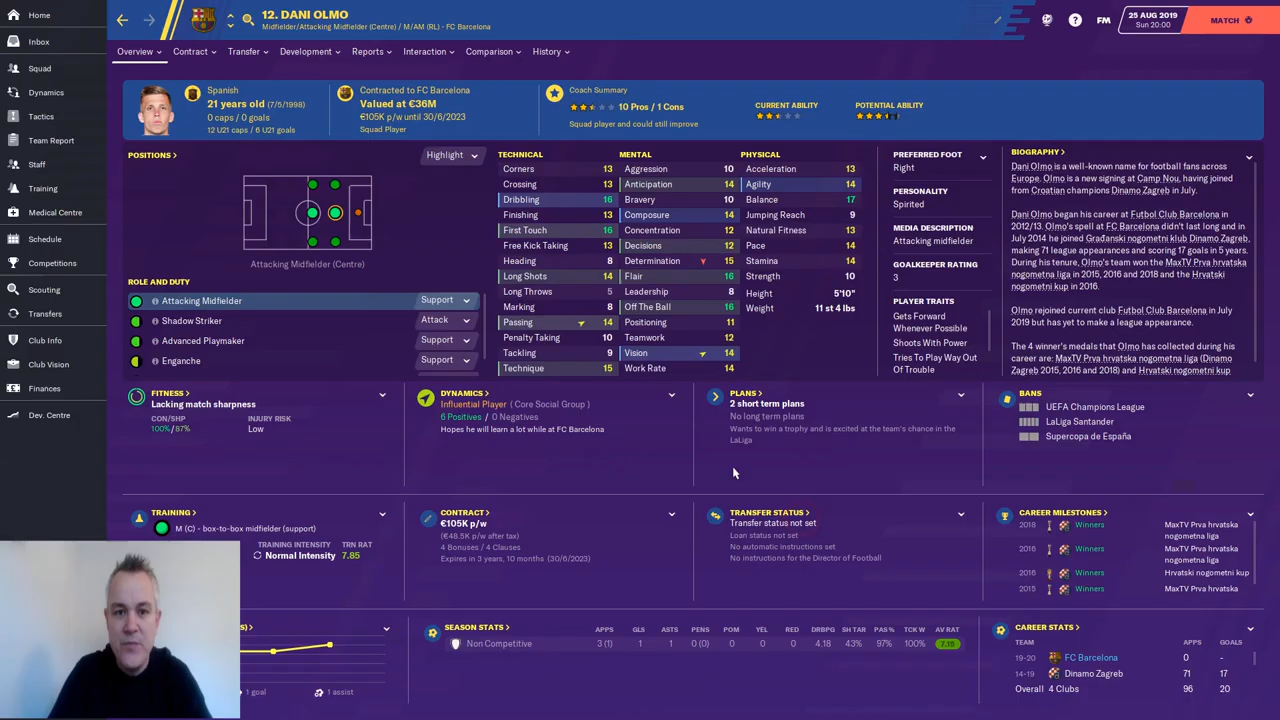 Home
Inbox
Squad
Dynamics
Tactics
Team Report
Staff
Training
Medical Centre
Schedule
Competitions
Scouting
Transfers
Club Info
Club Vision
Finances
Dev. Centre
12. DANI OLMO
Midfielder/Attacking Midfielder (Centre) / M/AM (RL) - FC Barcelona
FM
25 AUG 2019
Sun 20:00
MATCH
Overview
Contract
Transfer
Development
Reports
Interaction
Comparison
History
Spanish
21 years old (7/5/1998)
0 caps / 0 goals
12 U21 caps / 6 U21 goals
Contracted to FC Barcelona
Valued at €36M
€105K p/w until 30/6/2023
Squad Player
Coach Summary
10 Pros / 1 Cons
Squad player and could still improve
CURRENT ABILITY
POTENTIAL ABILITY
POSITIONS >
Highlight
Attacking Midfielder (Centre)
ROLE AND DUTY
Attacking Midfielder Support
Shadow Striker Attack
Advanced Playmaker Support
Enganche Support
TECHNICAL
Corners 13
Crossing 13
Dribbling 16
Finishing 13
First Touch 16
Free Kick Taking 13
Heading 8
Long Shots 14
Long Throws 5
Marking 8
Passing 14
Penalty Taking 10
Tackling 9
Technique 15
MENTAL
Aggression 10
Anticipation 14
Bravery 10
Composure 14
Concentration 12
Decisions 12
Determination 15
Flair 16
Leadership 8
Off The Ball 16
Positioning 11
Teamwork 12
Vision 14
Work Rate 14
PHYSICAL
Acceleration 13
Agility 14
Balance 17
Jumping Reach 9
Natural Fitness 13
Pace 14
Stamina 14
Strength 10
Height 5'10"
Weight 11 st 4 lbs
PREFERRED FOOT
Right
PERSONALITY
Spirited
MEDIA DESCRIPTION
Attacking midfielder
GOALKEEPER RATING
3
PLAYER TRAITS
Gets Forward
Whenever Possible
Shoots With Power
Tries To Play Way Out
Of Trouble
BIOGRAPHY >
Dani Olmo is a well-known name for football fans across
Europe. Olmo is a new signing at Camp Nou, having joined
from Croatian champions Dinamo Zagreb in July.
Dani Olmo began his career at Futbol Club Barcelona in
2012/13. Olmo's spell at FC Barcelona didn't last long and in
July 2014 he joined Građanski nogometni klub Dinamo Zagreb,
making 71 league appearances and scoring 17 goals in 5 years.
During his tenure, Olmo's team won the MaxTV Prva hrvatska
nogometna liga in 2015, 2016 and 2018 and the Hrvatski
nogometni kup in 2016.
Olmo rejoined current club Futbol Club Barcelona in July
2019 but has yet to make a league appearance.
The 4 winner's medals that Olmo has collected during his
career are: MaxTV Prva hrvatska nogometna liga (Dinamo
Zagreb 2015, 2016 and 2018) and Hrvatski nogometni kup
FITNESS >
Lacking match sharpness
CON/SHP
100%/87%
INJURY RISK
Low
DYNAMICS >
Influential Player ( Core Social Group )
6 Positives / 0 Negatives
Hopes he will learn a lot while at FC Barcelona
PLANS >
2 short term plans
No long term plans
Wants to win a trophy and is excited at the team's chance in the
LaLiga
BANS
UEFA Champions League
LaLiga Santander
Supercopa de España
TRAINING >
M (C) - box-to-box midfielder (support)
TRAINING INTENSITY
Normal Intensity
TRN RAT
7.85
CONTRACT >
€105K p/w
(€48.5K p/w after tax)
4 Bonuses / 4 Clauses
Expires in 3 years, 10 months (30/6/2023)
TRANSFER STATUS >
Transfer status not set
Loan status not set
No automatic instructions set
No instructions for the Director of Football
CAREER MILESTONES >
2018 Winners MaxTV Prva hrvatska
nogometna liga
2016 Winners MaxTV Prva hrvatska
nogometna liga
2016 Winners Hrvatski nogometni kup
2015 Winners MaxTV Prva hrvatska
S) >
1 goal
1 assist
SEASON STATS >
APPS GLS ASTS PENS POM YEL RED DRBPG SH TAR PAS% TCK W AV RAT
Non Competitive 3 (1) 1 1 0 (0) 0 0 0 4.18 43% 97% 100% 7.15
CAREER STATS >
TEAM APPS GOALS
19-20 FC Barcelona 0 -
14-19 Dinamo Zagreb 71 17
Overall 4 Clubs 96 20